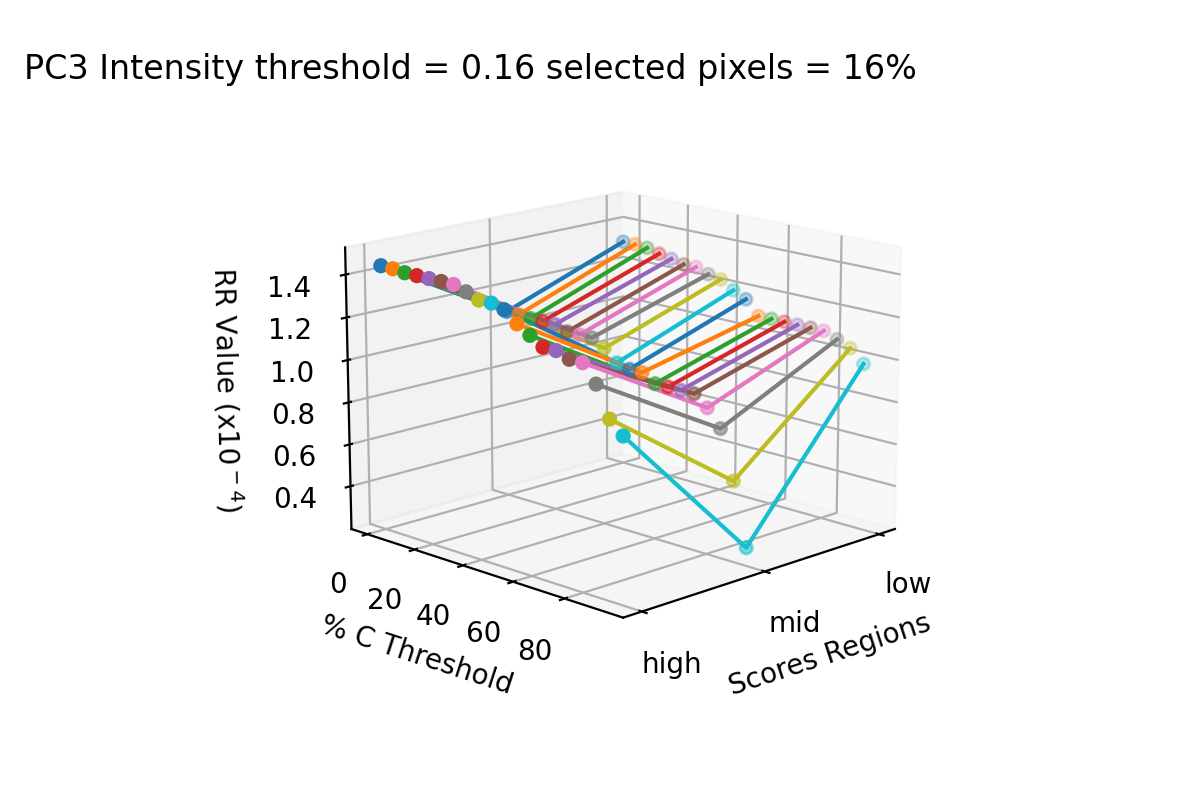 PC3 Intensity threshold = 0.16 selected pixels = 16%
RR Value (x10⁻⁴)
1.4
1.2
1.0
0.8
0.6
0.4
0
20
40
60
80
% C Threshold
high
mid
low
Scores Regions